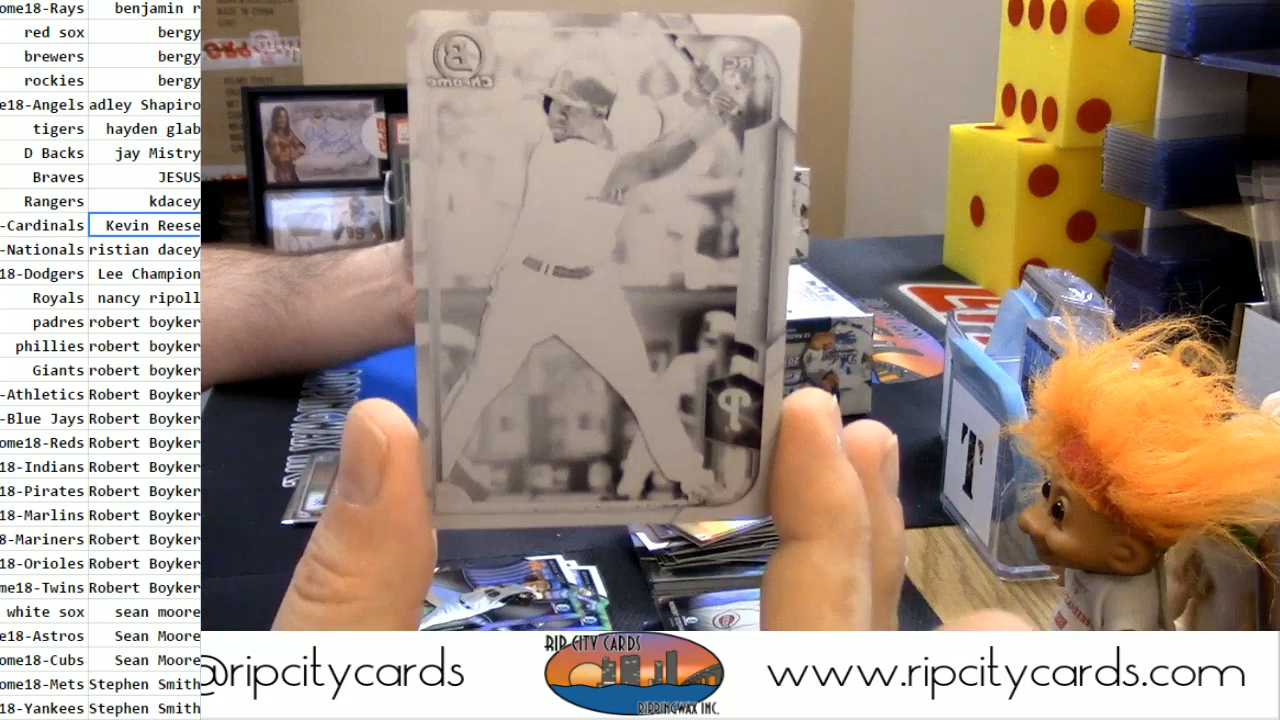 ome18-Rays benjamin r
red sox bergy
brewers bergy
rockies bergy
e18-Angels adley Shapiro
tigers hayden glab
D Backs jay Mistry
Braves JESUS
Rangers kdacey
-Cardinals Kevin Reese
-Nationals ristian dacey
18-Dodgers Lee Champion
Royals nancy ripoll
padres robert boyker
phillies robert boyker
Giants robert boyker
-Athletics Robert Boyker
-Blue Jays Robert Boyker
ome18-Reds Robert Boyker
18-Indians Robert Boyker
18-Pirates Robert Boyker
18-Marlins Robert Boyker
18-Mariners Robert Boyker
18-Orioles Robert Boyker
ome18-Twins Robert Boyker
white sox sean moore
e18-Astros Sean Moore
ome18-Cubs Sean Moore
ome18-Mets Stephen Smith
18-Yankees Stephen Smith
B
Chrome
RC
P
T
@ripcitycards
RIP CITY CARDS
RIPPINGWAX INC.
www.ripcitycards.com